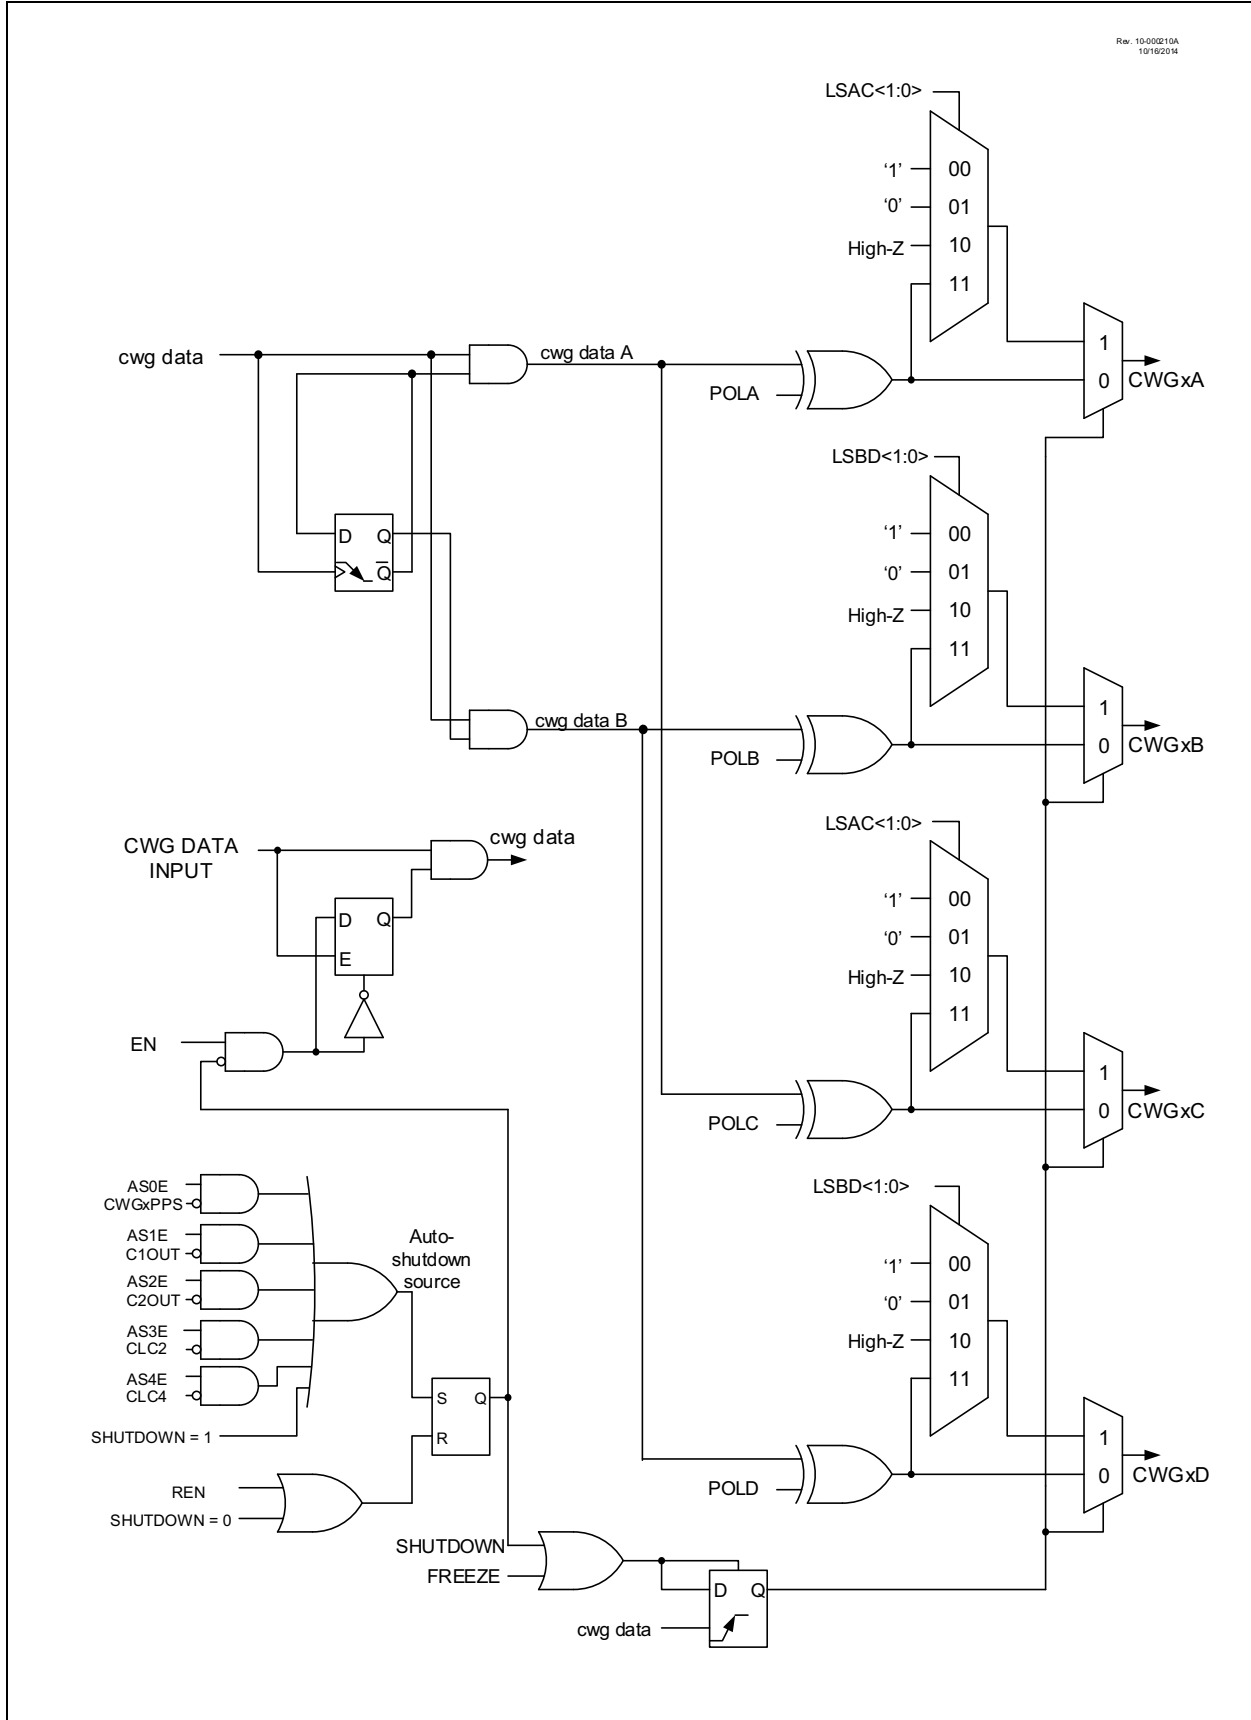 Rev. 10-000210A
10/16/2014
LSAC<1:0>
‘1’
00
‘0’
01
High-Z
10
11
1
0
CWGxA
cwg data
cwg data A
POLA
D
Q
Q
LSBD<1:0>
‘1’
00
‘0’
01
High-Z
10
11
1
0
CWGxB
cwg data B
POLB
CWG DATA
INPUT
cwg data
D
Q
E
EN
LSAC<1:0>
‘1’
00
‘0’
01
High-Z
10
11
1
0
CWGxC
POLC
AS0E
CWGxPPS
AS1E
C1OUT
AS2E
C2OUT
AS3E
CLC2
AS4E
CLC4
SHUTDOWN = 1
Auto-
shutdown
source
S
Q
R
REN
SHUTDOWN = 0
LSBD<1:0>
‘1’
00
‘0’
01
High-Z
10
11
1
0
CWGxD
POLD
SHUTDOWN
FREEZE
D
Q
cwg data